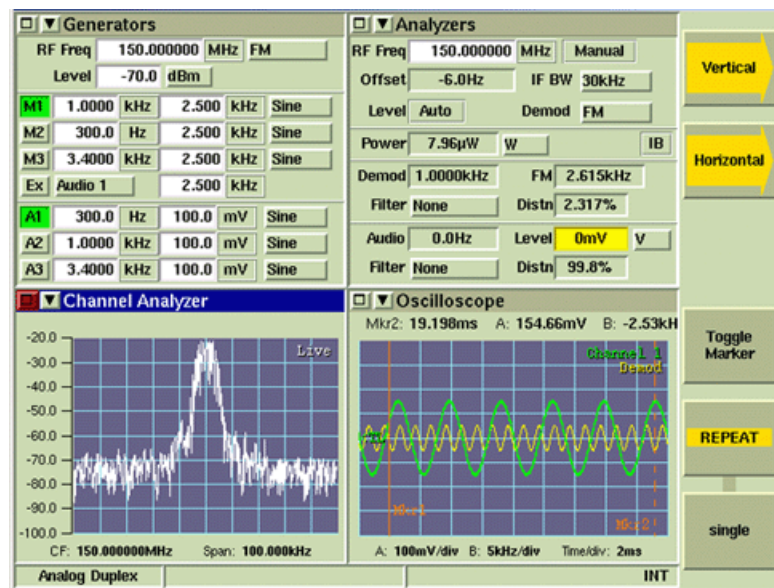 Generators
RF Freq 150.000000 MHz FM
Level -70.0 dBm
M1 1.0000 kHz 2.500 kHz Sine
M2 300.0 Hz 2.500 kHz Sine
M3 3.4000 kHz 2.500 kHz Sine
Ex Audio 1 2.500 kHz
A1 300.0 Hz 100.0 mV Sine
A2 1.0000 kHz 100.0 mV Sine
A3 3.4000 kHz 100.0 mV Sine
Analyzers
RF Freq 150.000000 MHz Manual
Offset -6.0Hz IF BW 30kHz
Level Auto Demod FM
Power 7.96µW W IB
Demod 1.0000kHz FM 2.615kHz
Filter None Distn 2.317%
Audio 0.0Hz Level 0mV V
Filter None Distn 99.8%
Channel Analyzer
Live
-20.0
-30.0
-40.0
-50.0
-60.0
-70.0
-80.0
-90.0
-100.0
CF: 150.000000MHz Span: 100.000kHz
Oscilloscope
Mkr2: 19.198ms A: 154.66mV B: -2.53kH
Channel 1
Demod
Mkr1
Mkr2
A: 100mV/div B: 5kHz/div Time/div: 2ms
Vertical
Horizontal
Toggle
Marker
REPEAT
single
Analog Duplex
INT